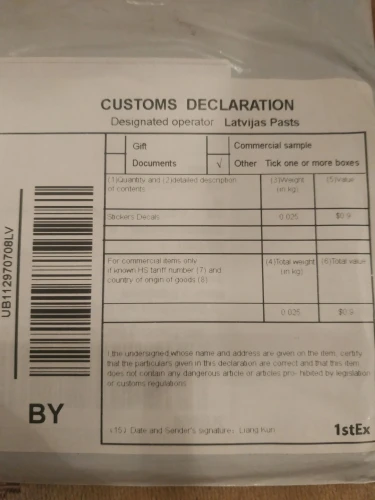 CUSTOMS DECLARATION
Designated operator Latvijas Pasts
Gift
Commercial sample
Documents
√ Other Tick one or more boxes
(1)Quantity and (2)detailed description of contents
(3)Weight (in kg)
(5)Value
Stickers Decals
0.025
$0.9
For commercial items only
If known HS tariff number (7) and
country of origin of goods (8)
(4)Total weight (in kg)
(6)Total value
0.025
$0.9
I the undersigned whose name and address are given on the item, certify
that the particulars given in this declaration are correct and that this item
does not contain any dangerous article or articles pro- hibited by legislation
or customs regulations
(15) Date and Sender's signature: Liang Kun
1stEx
UB112970708LV
BY